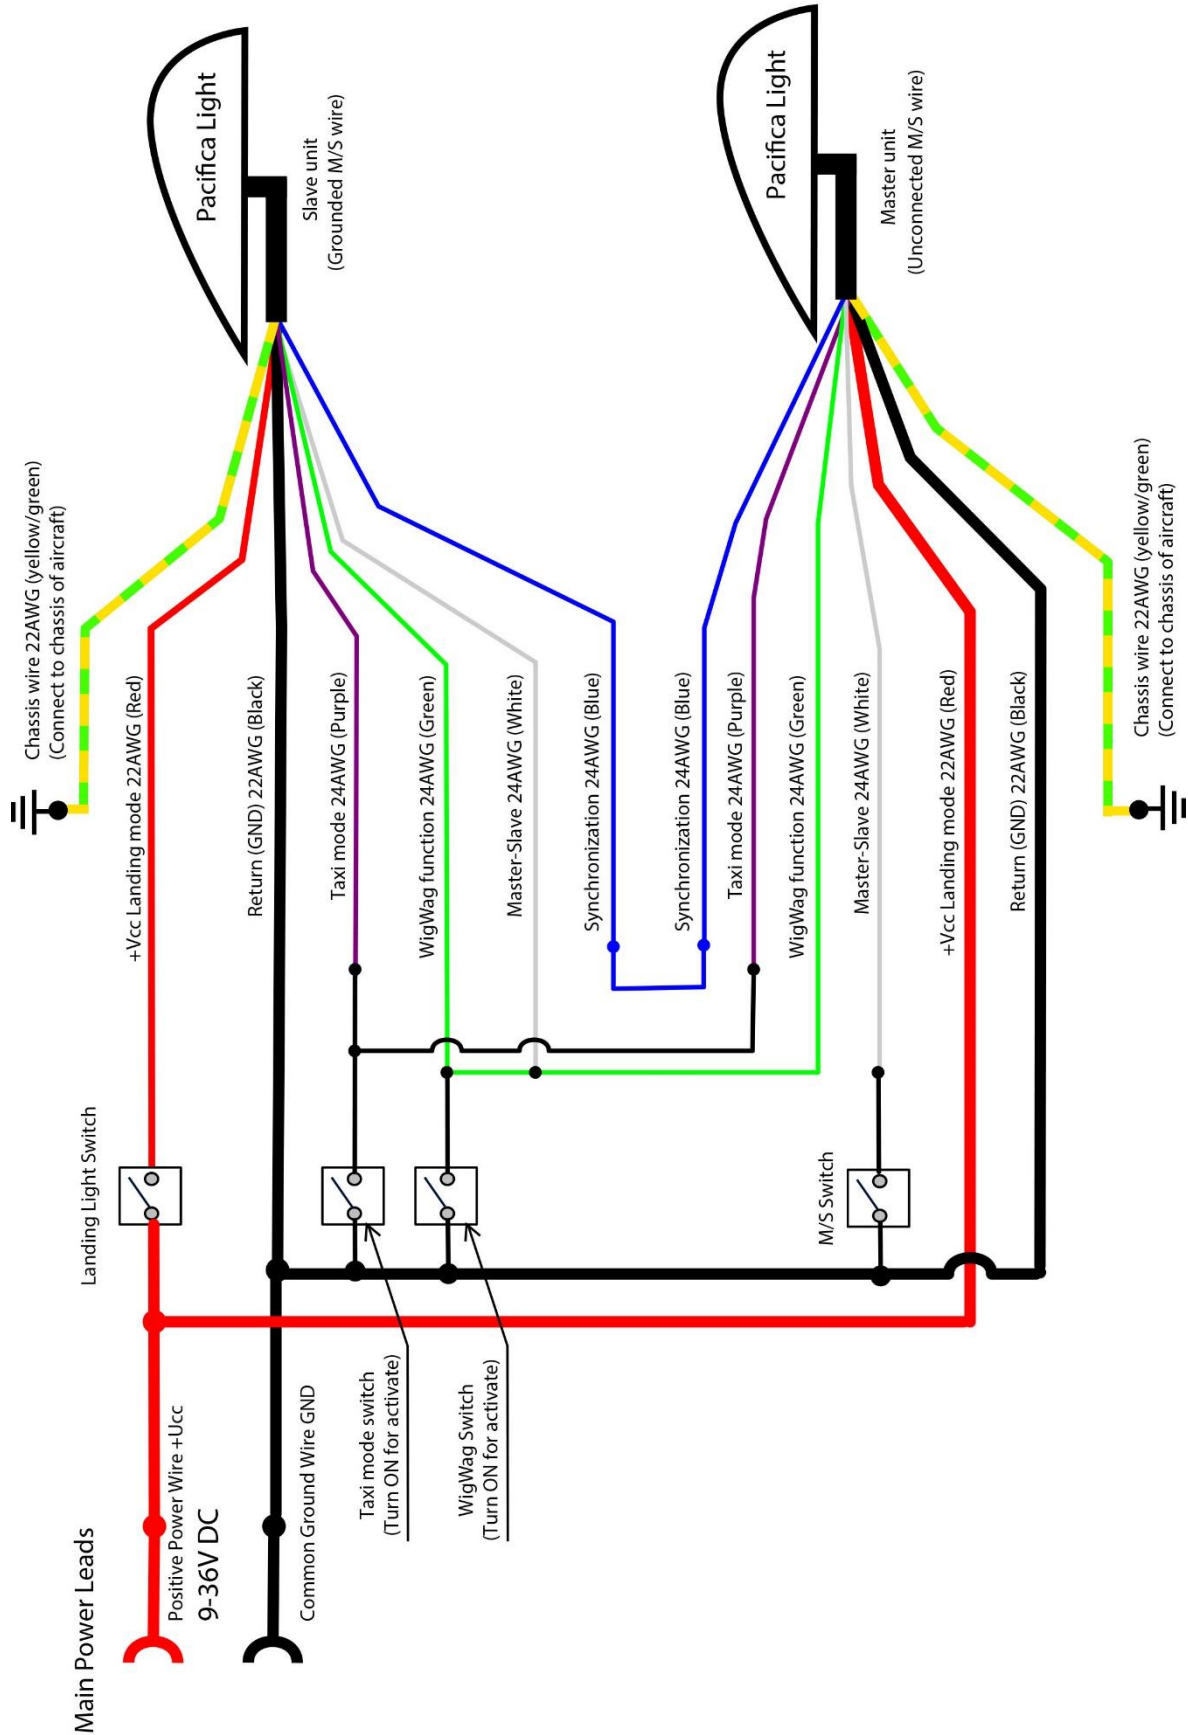 Main Power Leads
Positive Power Wire +Ucc
9-36V DC
Common Ground Wire GND
Taxi mode switch
(Turn ON for activate)
WigWag Switch
(Turn ON for activate)
Landing Light Switch
M/S Switch
Chassis wire 22AWG (yellow/green)
(Connect to chassis of aircraft)
+Vcc Landing mode 22AWG (Red)
Return (GND) 22AWG (Black)
Taxi mode 24AWG (Purple)
WigWag function 24AWG (Green)
Master-Slave 24AWG (White)
Synchronization 24AWG (Blue)
Synchronization 24AWG (Blue)
Taxi mode 24AWG (Purple)
WigWag function 24AWG (Green)
Master-Slave 24AWG (White)
+Vcc Landing mode 22AWG (Red)
Return (GND) 22AWG (Black)
Chassis wire 22AWG (yellow/green)
(Connect to chassis of aircraft)
Pacifica Light
Slave unit
(Grounded M/S wire)
Pacifica Light
Master unit
(Unconnected M/S wire)